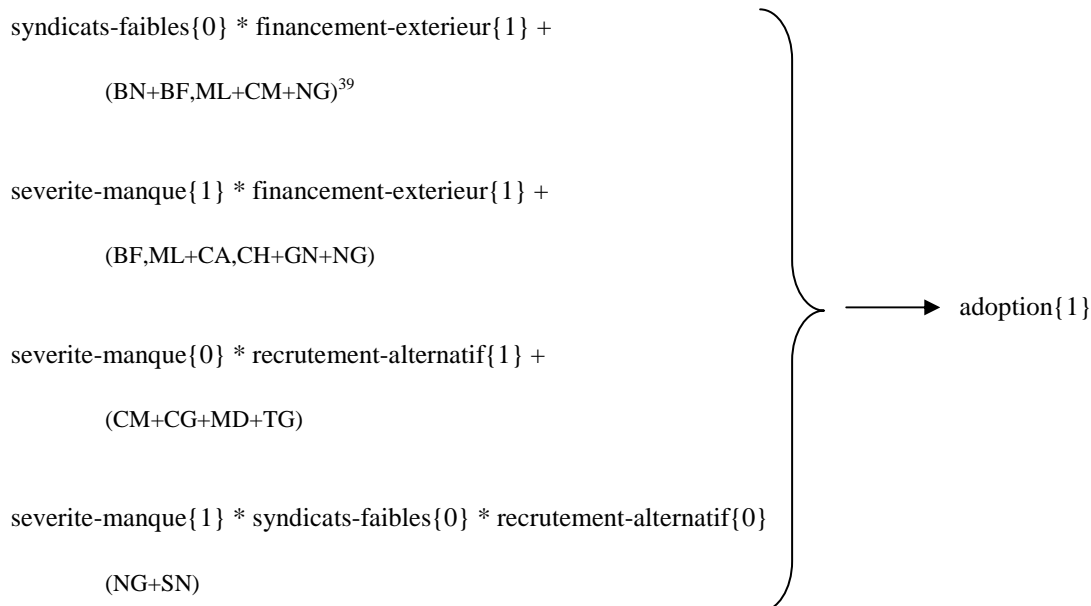 syndicats-faibles{0} * financement-exterieur{1} +
(BN+BF,ML+CM+NG)39
severite-manque{1} * financement-exterieur{1} +
(BF,ML+CA,CH+GN+NG)
adoption{1}
severite-manque{0} * recrutement-alternatif{1} +
(CM+CG+MD+TG)
severite-manque{1} * syndicats-faibles{0} * recrutement-alternatif{0}
(NG+SN)